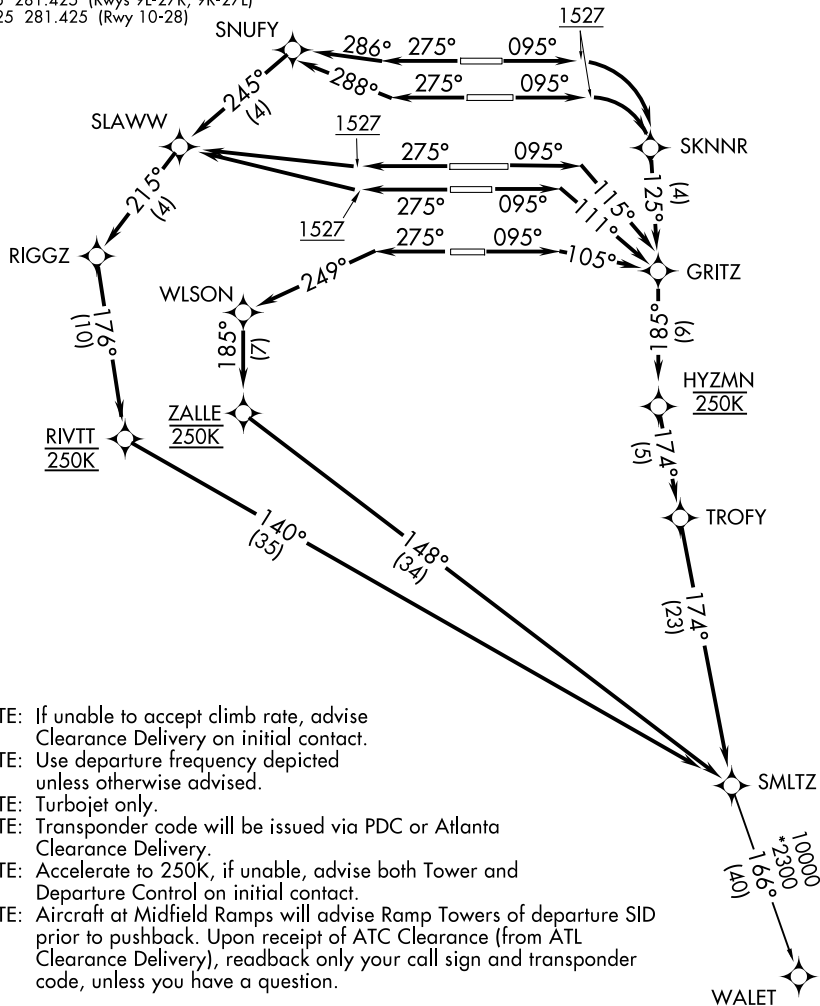 281.425 (Rwys 9L-27R, 9R-27L)
25 281.425 (Rwy 10-28)
SNUFY
1527
286°
275°
095°
288°
275°
095°
245°
(4)
SLAWW
1527
275°
095°
SKNNR
215°
(4)
1527
275°
095°
115°
111°
125°
(4)
RIGGZ
275°
095°
105°
GRITZ
249°
WLSON
176°
(10)
185°
(7)
185°
(6)
HYZMN
250K
ZALLE
250K
RIVTT
250K
174°
(5)
TROFY
140°
(35)
148°
(34)
174°
(23)
TE: If unable to accept climb rate, advise
Clearance Delivery on initial contact.
TE: Use departure frequency depicted
unless otherwise advised.
TE: Turbojet only.
TE: Transponder code will be issued via PDC or Atlanta
Clearance Delivery.
TE: Accelerate to 250K, if unable, advise both Tower and
Departure Control on initial contact.
TE: Aircraft at Midfield Ramps will advise Ramp Towers of departure SID
prior to pushback. Upon receipt of ATC Clearance (from ATL
Clearance Delivery), readback only your call sign and transponder
code, unless you have a question.
SMLTZ
10000
*2300
166°
(40)
WALET